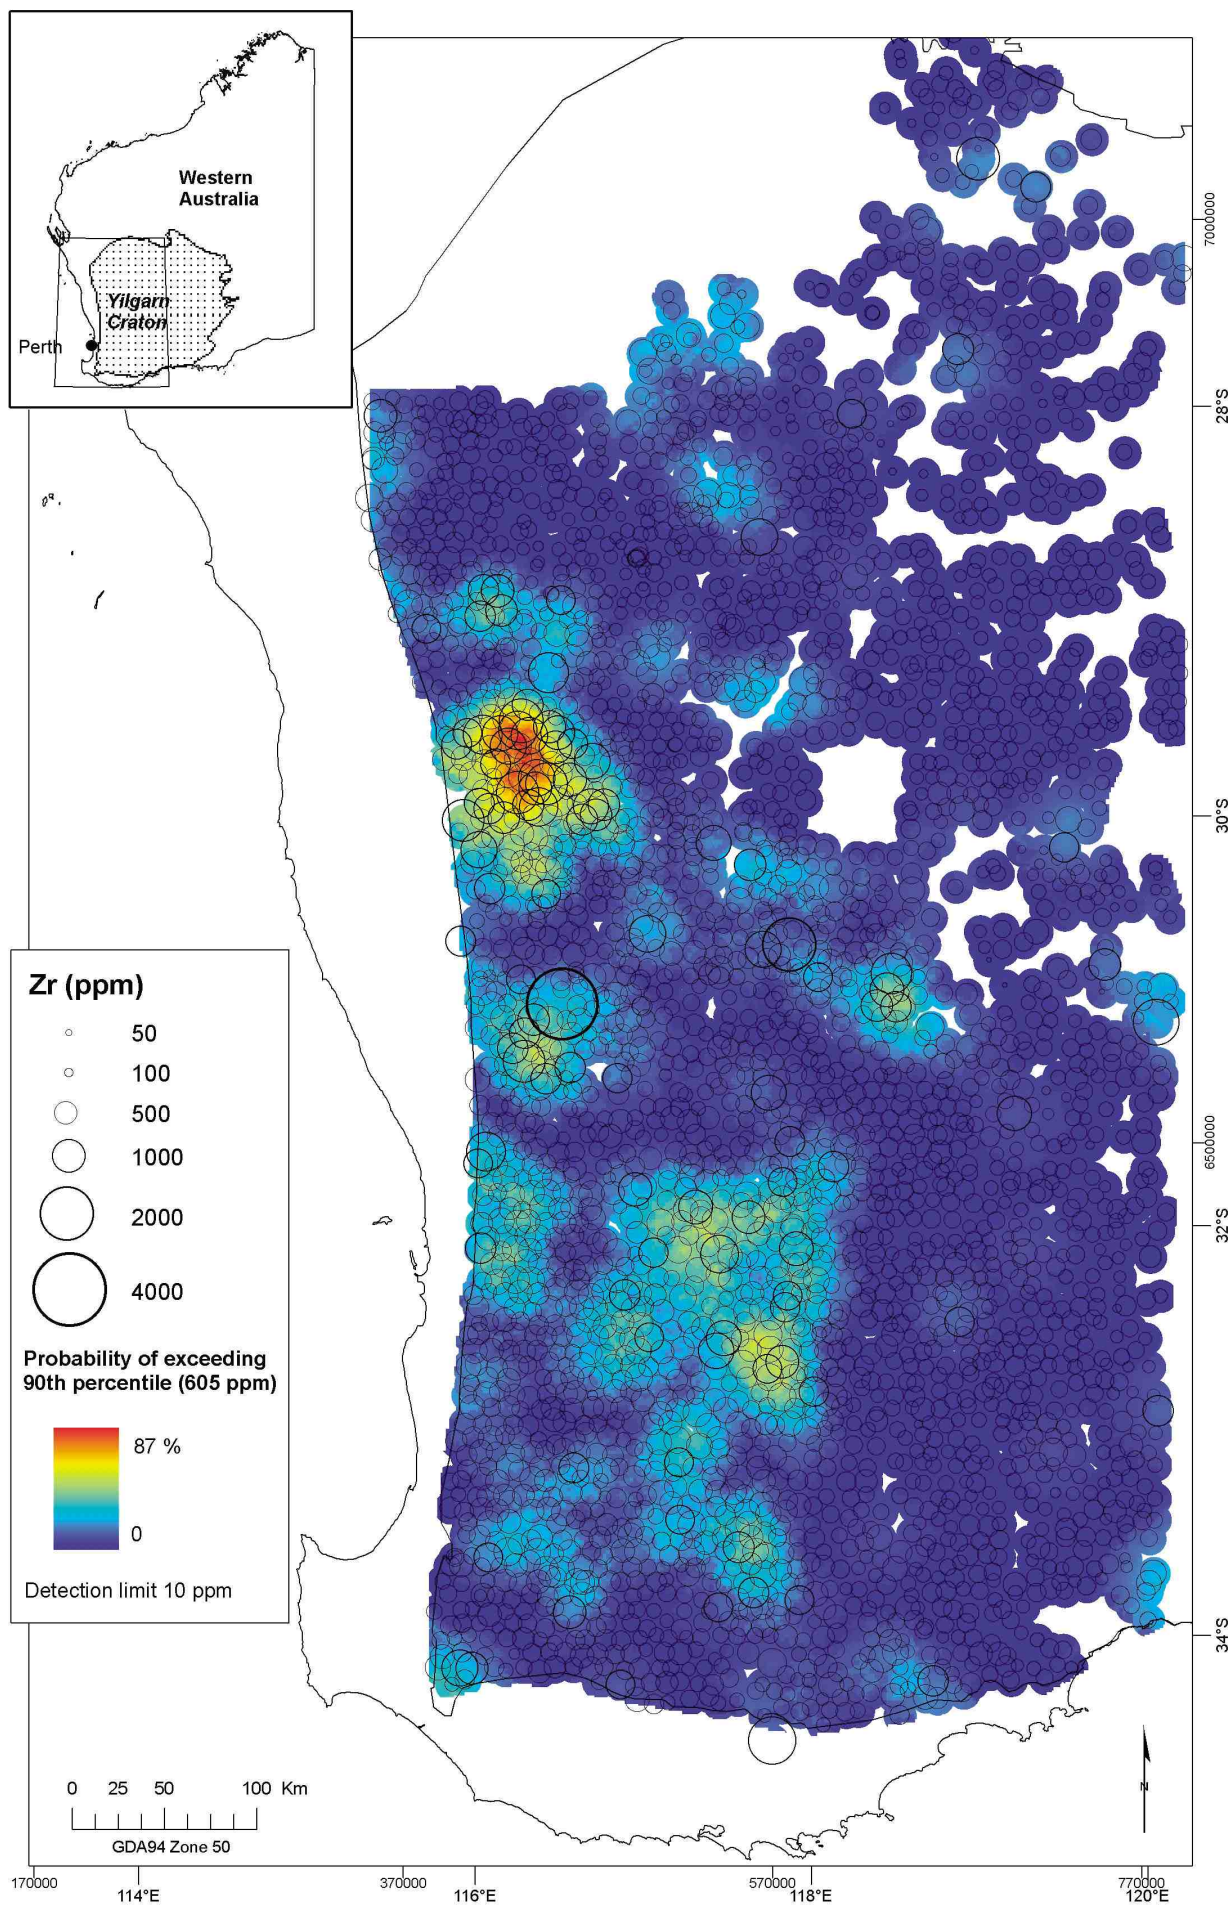 Western
Australia
Yilgarn
Craton
Perth
7000000
28°S
30°S
6500000
32°S
34°S
Zr (ppm)
50
100
500
1000
2000
4000
Probability of exceeding
90th percentile (605 ppm)
87 %
0
Detection limit 10 ppm
0 25 50 100 Km
GDA94 Zone 50
N
170000 370000 570000 770000
114°E 116°E 118°E 120°E